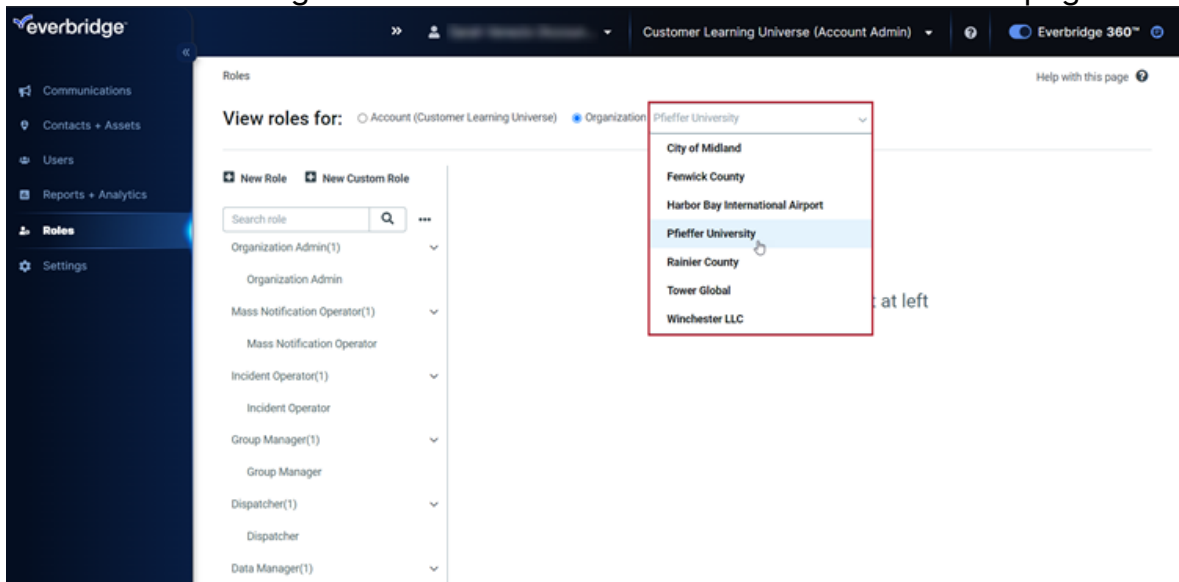 everbridge
»
Customer Learning Universe (Account Admin)
Everbridge 360™
«
Communications
Contacts + Assets
Users
Reports + Analytics
Roles
Settings
Roles
Help with this page
View roles for:
Account (Customer Learning Universe)
Organization
Pfieffer University
City of Midland
Fenwick County
Harbor Bay International Airport
Pfieffer University
Rainier County
Tower Global
Winchester LLC
New Role
New Custom Role
Search role
Organization Admin(1)
Organization Admin
Mass Notification Operator(1)
Mass Notification Operator
Incident Operator(1)
Incident Operator
Group Manager(1)
Group Manager
Dispatcher(1)
Dispatcher
Data Manager(1)
at left